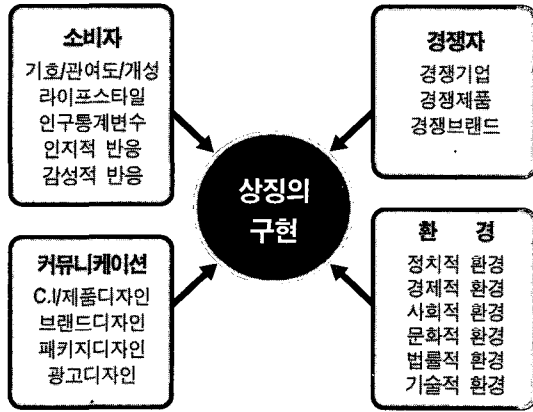 소비자
기호/관여도/개성
라이프스타일
인구통계변수
인지적 반응
감성적 반응
경쟁자
경쟁기업
경쟁제품
경쟁브랜드
상징의
구현
커뮤니케이션
C.I/제품디자인
브랜드디자인
패키지디자인
광고디자인
환 경
정치적 환경
경제적 환경
사회적 환경
문화적 환경
법률적 환경
기술적 환경